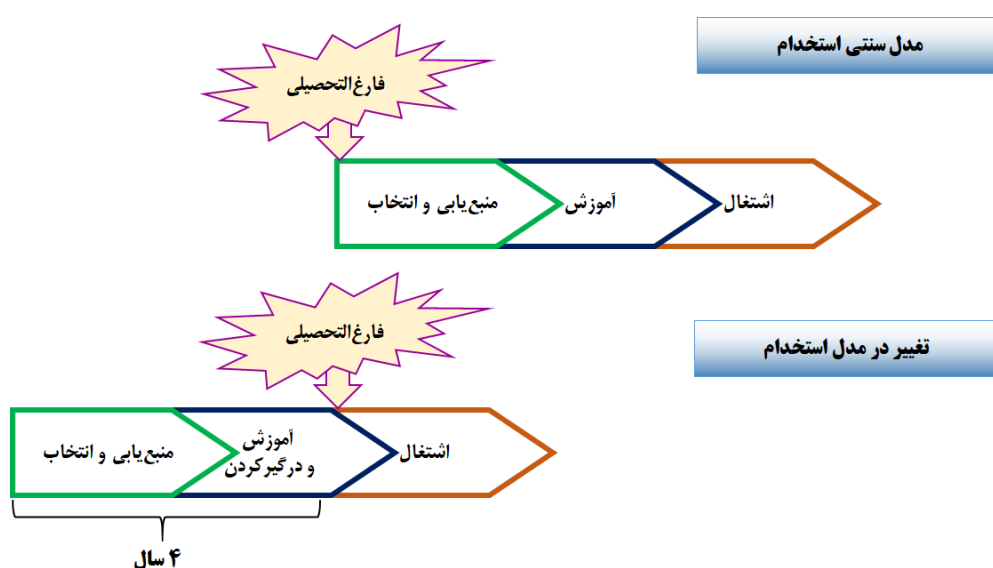 مدل سنتی استخدام
فارغ‌التحصیلی
منبع‌یابی و انتخاب
آموزش
اشتغال
تغییر در مدل استخدام
فارغ‌التحصیلی
منبع‌یابی و انتخاب
آموزش
و درگیرکردن
اشتغال
۴ سال